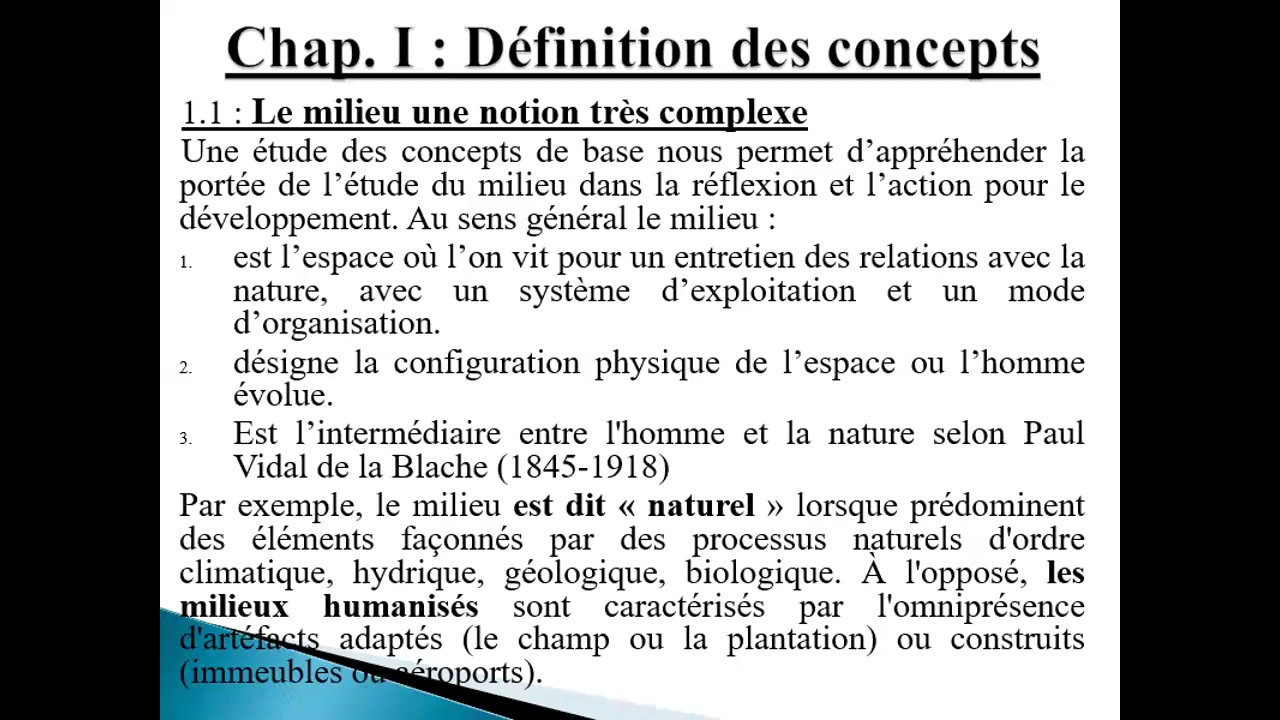 Chap. I : Définition des concepts
1.1 : Le milieu une notion très complexe
Une étude des concepts de base nous permet d’appréhender la
portée de l’étude du milieu dans la réflexion et l’action pour le
développement. Au sens général le milieu :
1. est l’espace où l’on vit pour un entretien des relations avec la
nature, avec un système d’exploitation et un mode
d’organisation.
2. désigne la configuration physique de l’espace ou l’homme
évolue.
3. Est l’intermédiaire entre l'homme et la nature selon Paul
Vidal de la Blache (1845-1918)
Par exemple, le milieu est dit « naturel » lorsque prédominent
des éléments façonnés par des processus naturels d'ordre
climatique, hydrique, géologique, biologique. À l'opposé, les
milieux humanisés sont caractérisés par l'omniprésence
d'artéfacts adaptés (le champ ou la plantation) ou construits
(immeubles ou aéroports).